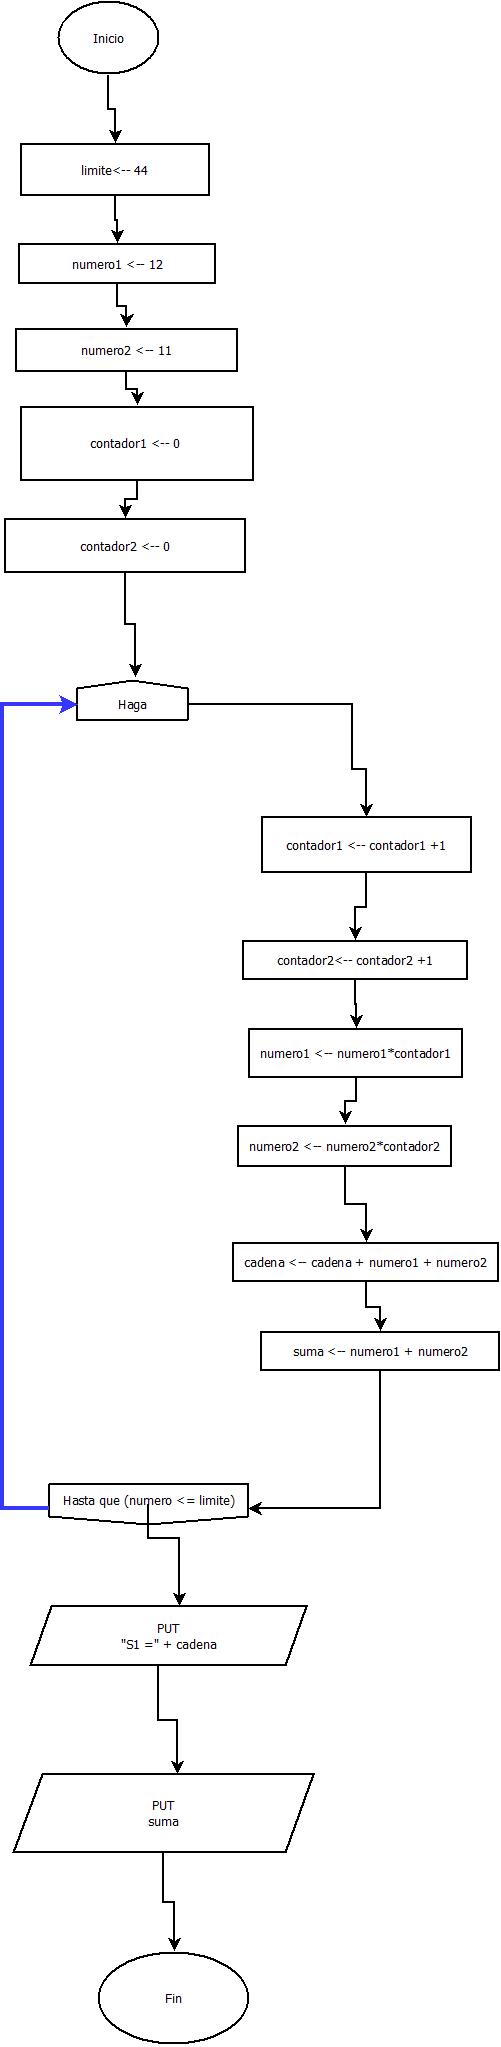 Inicio
limite<-- 44
numero1 <-- 12
numero2 <-- 11
contador1 <-- 0
contador2 <-- 0
Haga
contador1 <-- contador1 +1
contador2<-- contador2 +1
numero1 <-- numero1*contador1
numero2 <-- numero2*contador2
cadena <-- cadena + numero1 + numero2
suma <-- numero1 + numero2
Hasta que (numero <= limite)
PUT
"S1 =" + cadena
PUT
suma
Fin